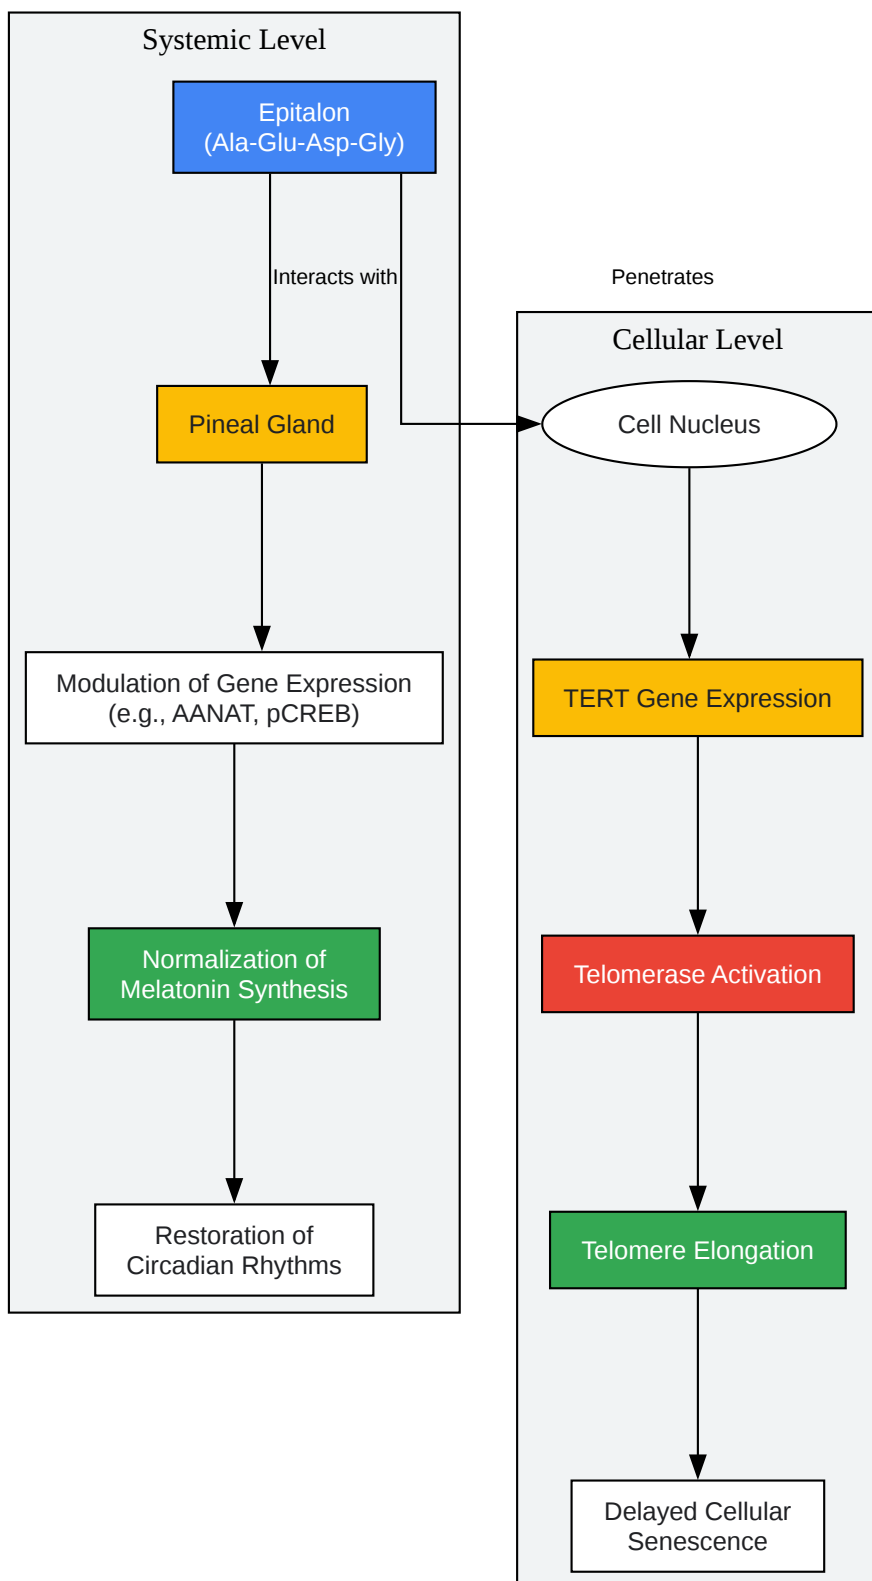 Systemic Level
Epitalon
(Ala-Glu-Asp-Gly)
Interacts with
Penetrates
Cellular Level
Pineal Gland
Cell Nucleus
Modulation of Gene Expression
(e.g., AANAT, pCREB)
TERT Gene Expression
Normalization of
Melatonin Synthesis
Telomerase Activation
Restoration of
Circadian Rhythms
Telomere Elongation
Delayed Cellular
Senescence